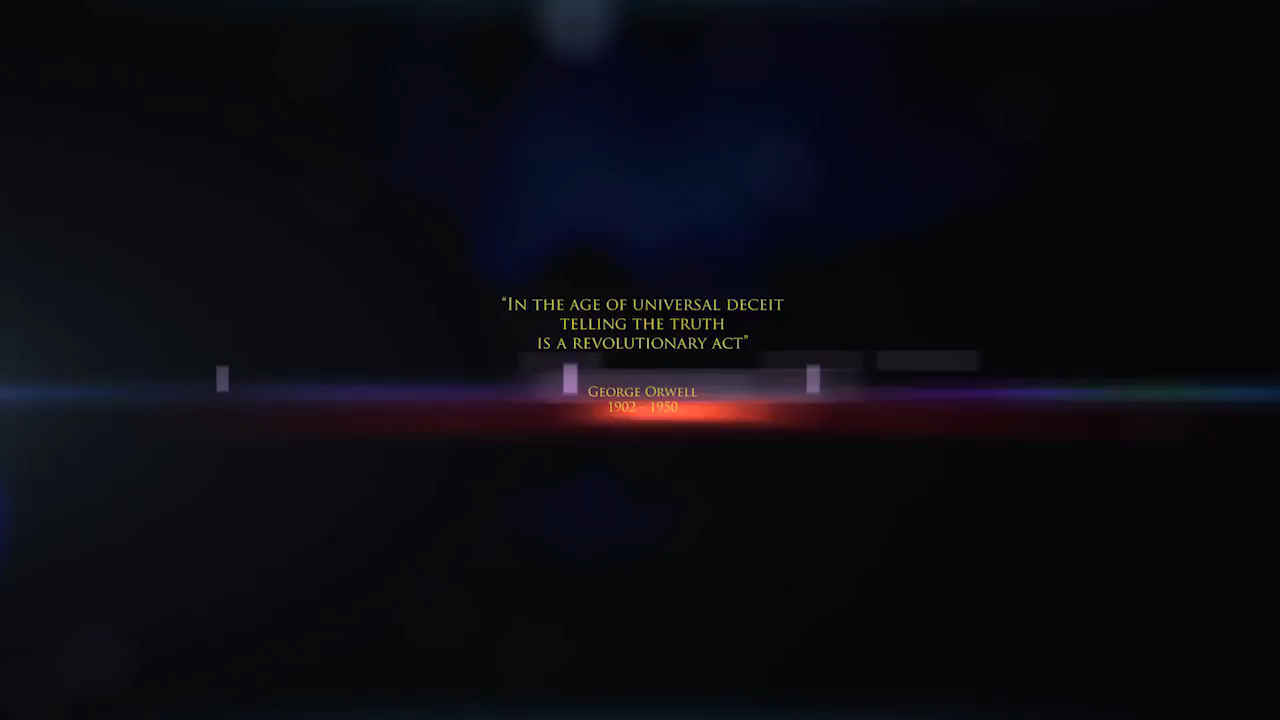 “In the age of universal deceit
telling the truth
is a revolutionary act”
George Orwell
1902 - 1950